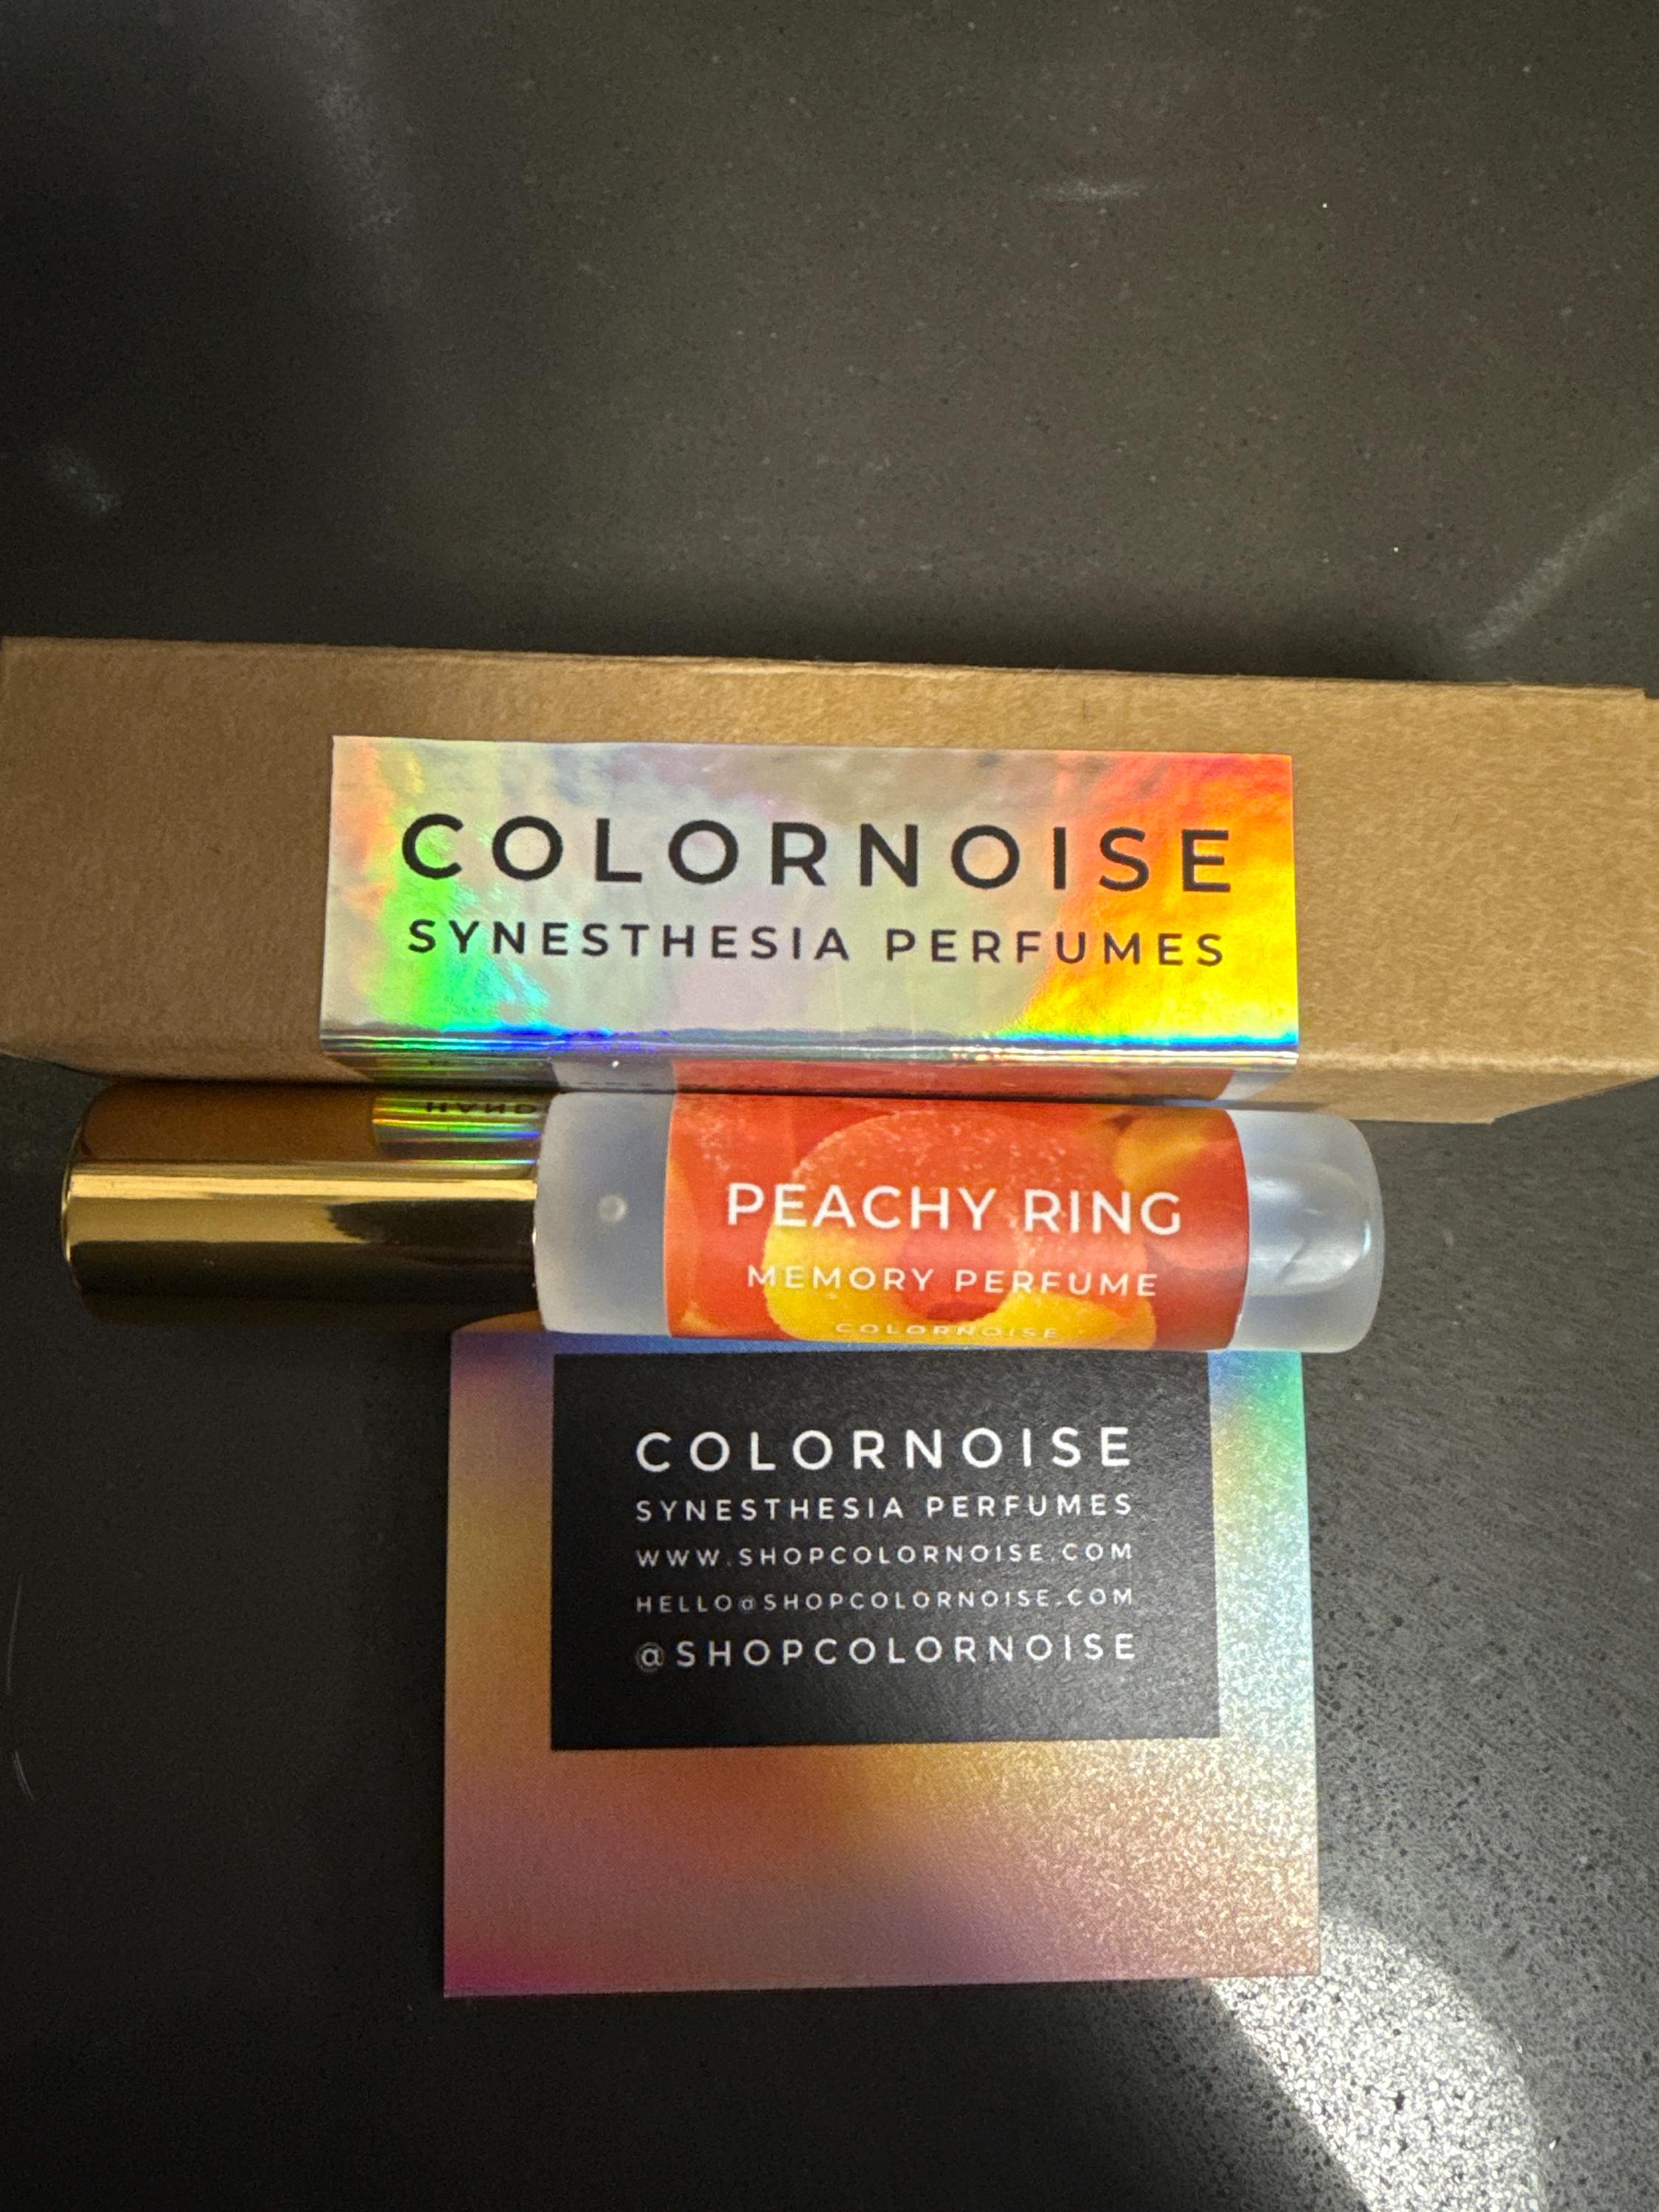 COLORNOISE
SYNESTHESIA PERFUMES
PEACHY RING
MEMORY PERFUME
COLORNOISE
COLORNOISE
SYNESTHESIA PERFUMES
WWW.SHOPCOLORNOISE.COM
HELLO@SHOPCOLORNOISE.COM
@SHOPCOLORNOISE